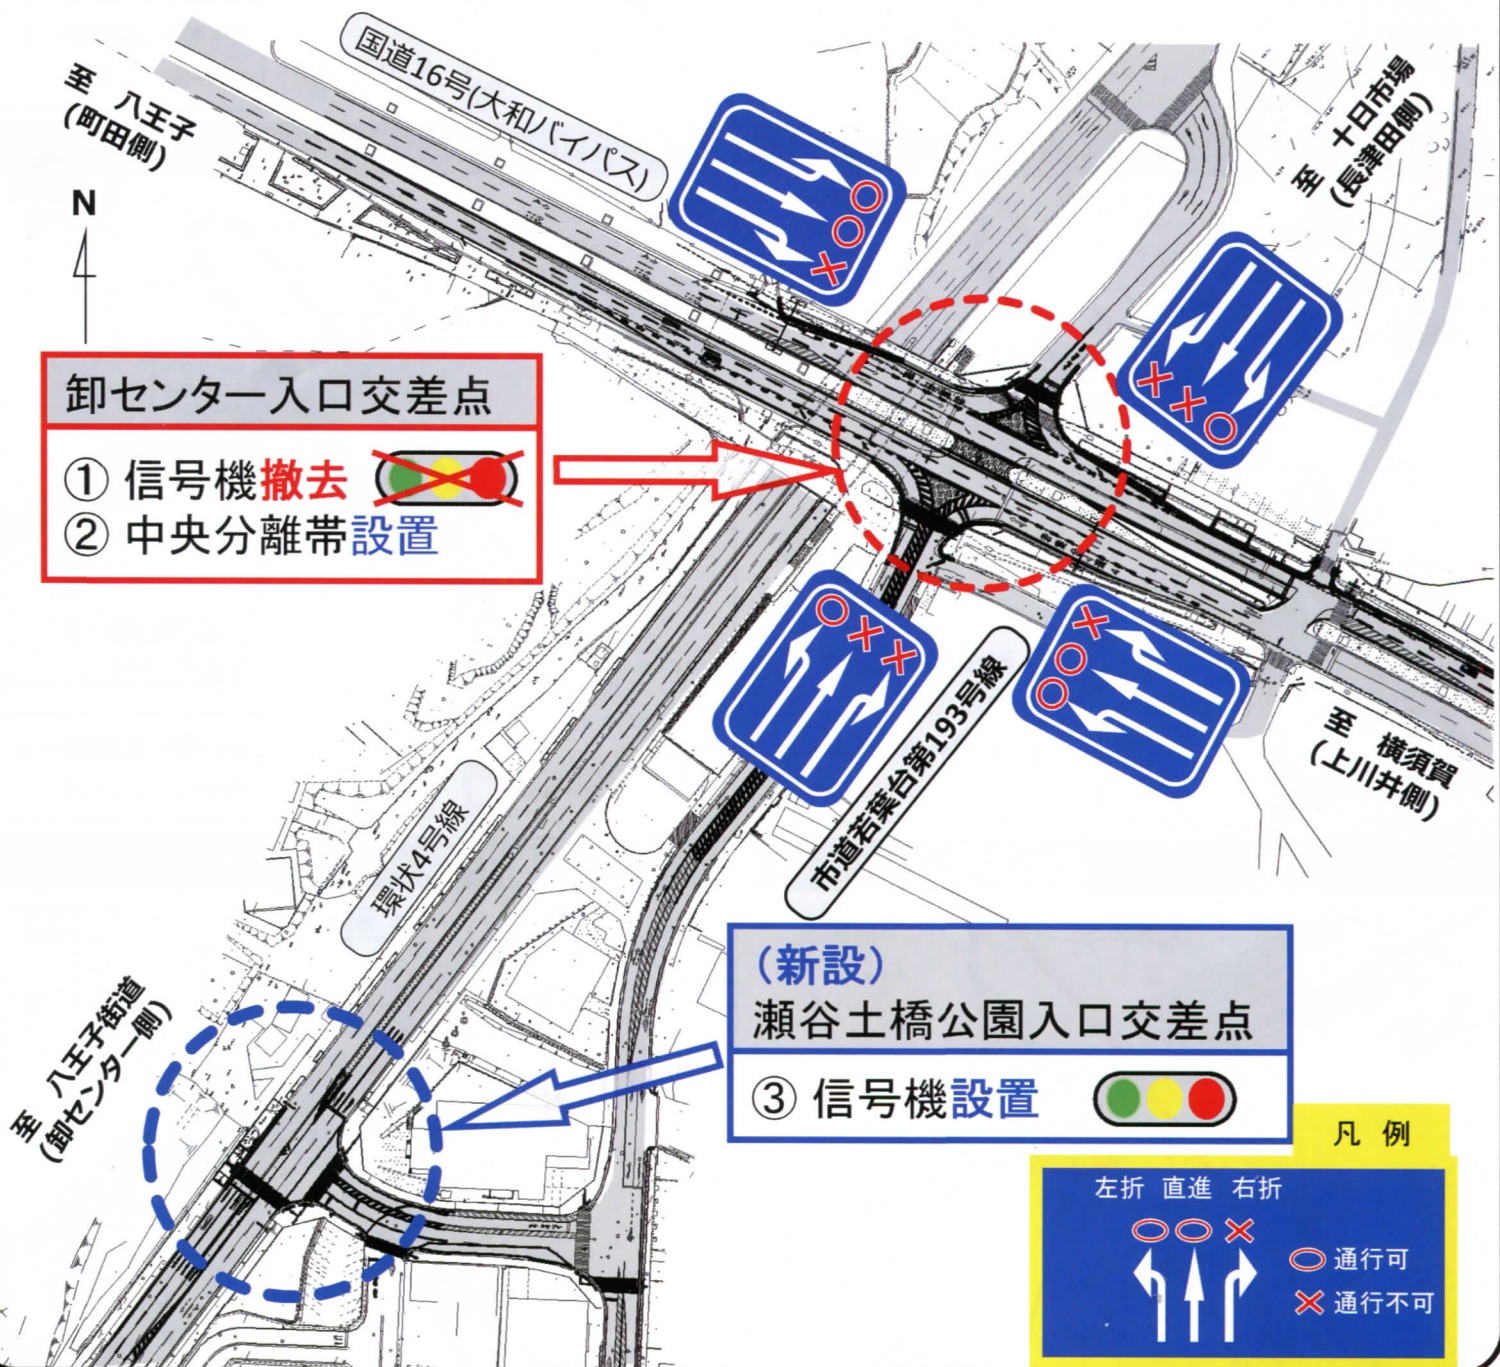 国道16号(大和バイパス)
至 八王子
(町田側)
至 十日市場
(長津田側)
N
卸センター入口交差点
① 信号機撤去
② 中央分離帯設置
市道若葉台第193号線
至 横須賀
(上川井側)
環状4号線
至 八王子街道
(卸センター側)
(新設)
瀬谷土橋公園入口交差点
③ 信号機設置
凡 例
左折 直進 右折
通行可
通行不可